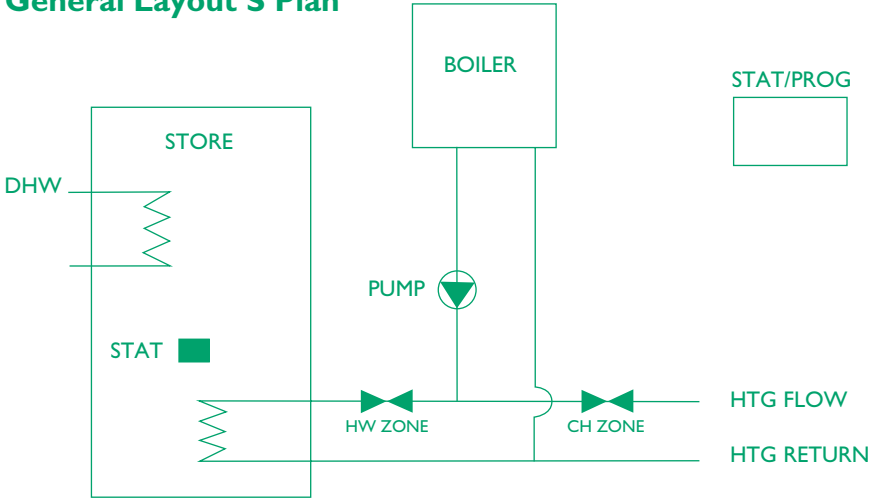 General Layout S Plan
BOILER
STAT/PROG
STORE
DHW
PUMP
STAT
HTG FLOW
HW ZONE
CH ZONE
HTG RETURN